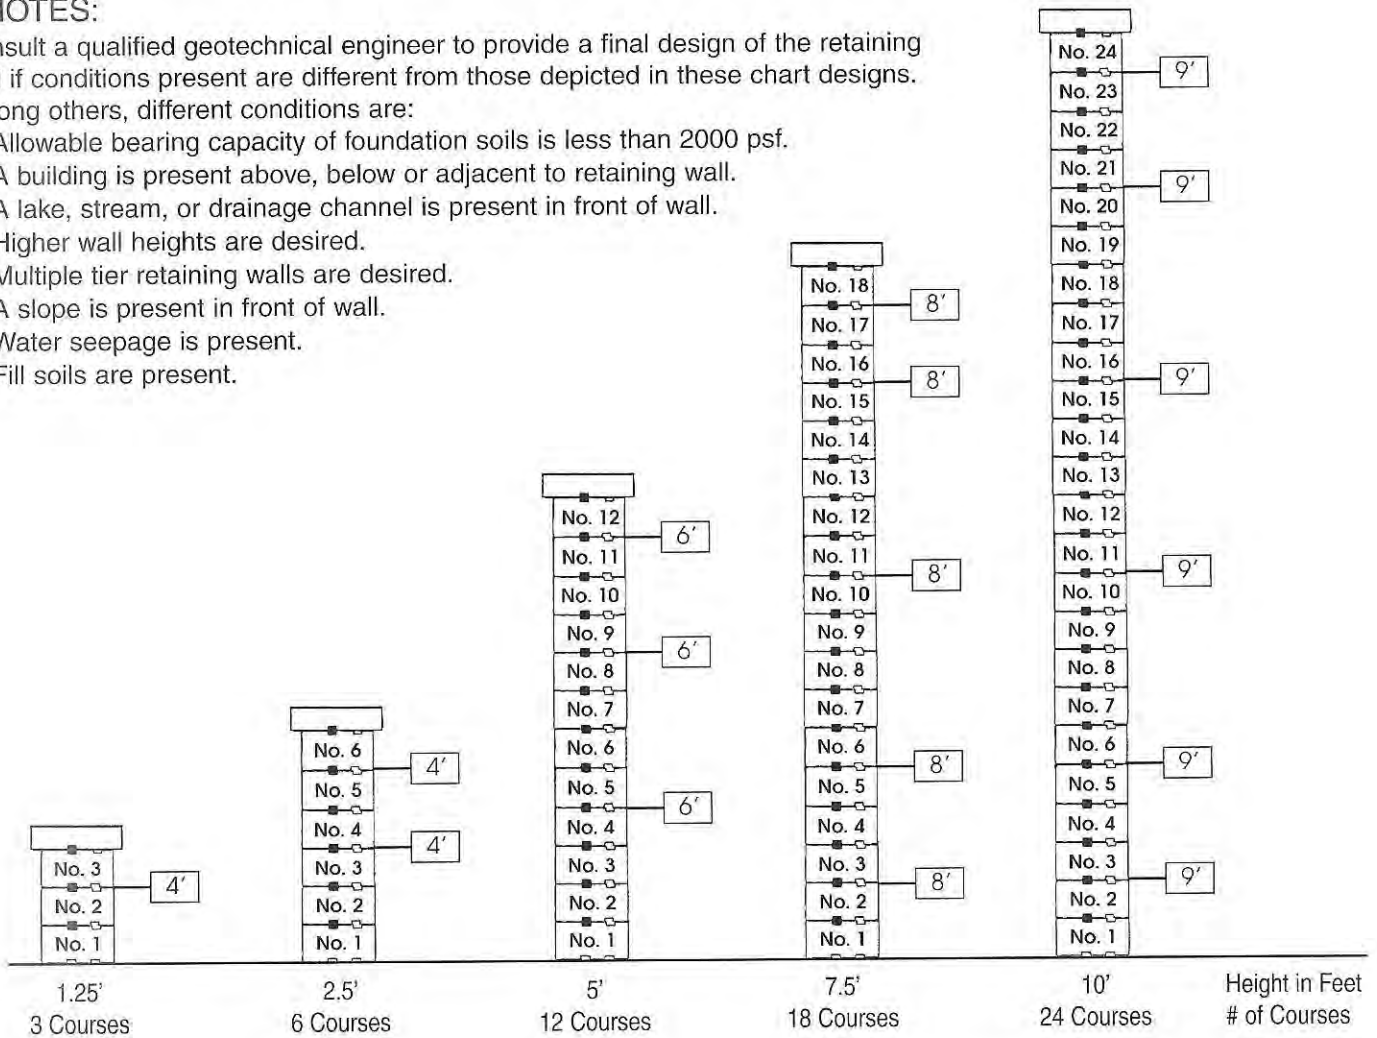 NOTES:
nsult a qualified geotechnical engineer to provide a final design of the retaining
if conditions present are different from those depicted in these chart designs.
ong others, different conditions are:
Allowable bearing capacity of foundation soils is less than 2000 psf.
A building is present above, below or adjacent to retaining wall.
A lake, stream, or drainage channel is present in front of wall.
Higher wall heights are desired.
Multiple tier retaining walls are desired.
A slope is present in front of wall.
Water seepage is present.
Fill soils are present.
No. 3
4′
No. 2
No. 1
1.25′
3 Courses
No. 6
4′
No. 5
No. 4
4′
No. 3
No. 2
No. 1
2.5′
6 Courses
No. 12
6′
No. 11
No. 10
No. 9
6′
No. 8
No. 7
No. 6
No. 5
6′
No. 4
No. 3
No. 2
No. 1
5′
12 Courses
No. 18
8′
No. 17
No. 16
8′
No. 15
No. 14
No. 13
No. 12
No. 11
8′
No. 10
No. 9
No. 8
No. 7
No. 6
8′
No. 5
No. 4
No. 3
8′
No. 2
No. 1
7.5′
18 Courses
No. 24
9′
No. 23
No. 22
No. 21
9′
No. 20
No. 19
No. 18
No. 17
No. 16
9′
No. 15
No. 14
No. 13
No. 12
No. 11
9′
No. 10
No. 9
No. 8
No. 7
No. 6
9′
No. 5
No. 4
No. 3
9′
No. 2
No. 1
10′
24 Courses
Height in Feet
# of Courses